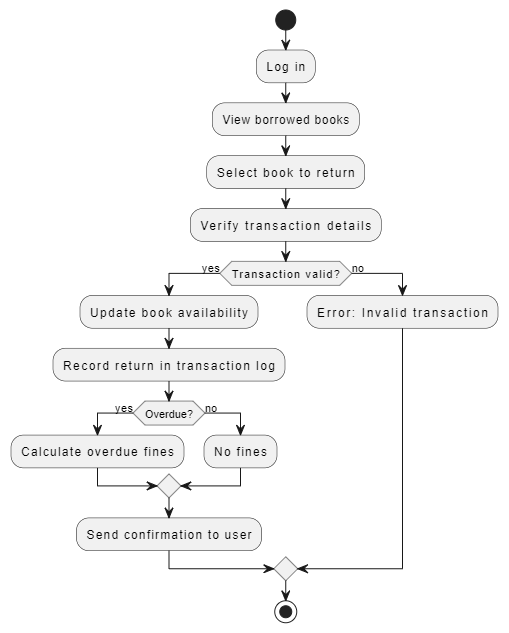 Log in
View borrowed books
Select book to return
Verify transaction details
yes
Transaction valid?
no
Update book availability
Error: Invalid transaction
Record return in transaction log
yes
Overdue?
no
Calculate overdue fines
No fines
Send confirmation to user